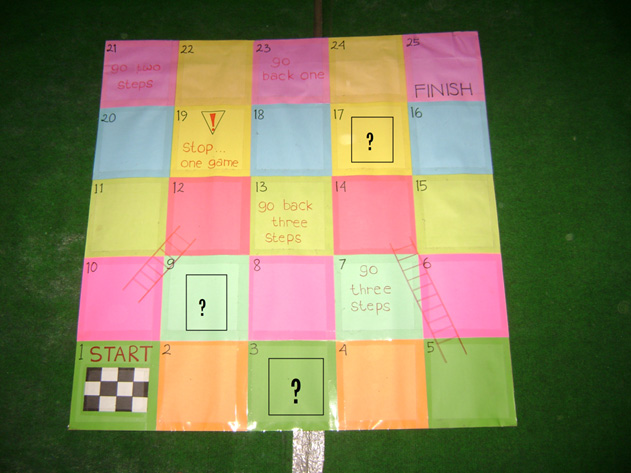 21
22
23
24
25
go two
steps
go
back one
FINISH
20
19
18
17
16
!
stop...
one game
?
11
12
13
14
15
go back
three
steps
10
9
8
7
6
?
go
three
steps
1 START
2
3
4
5
?